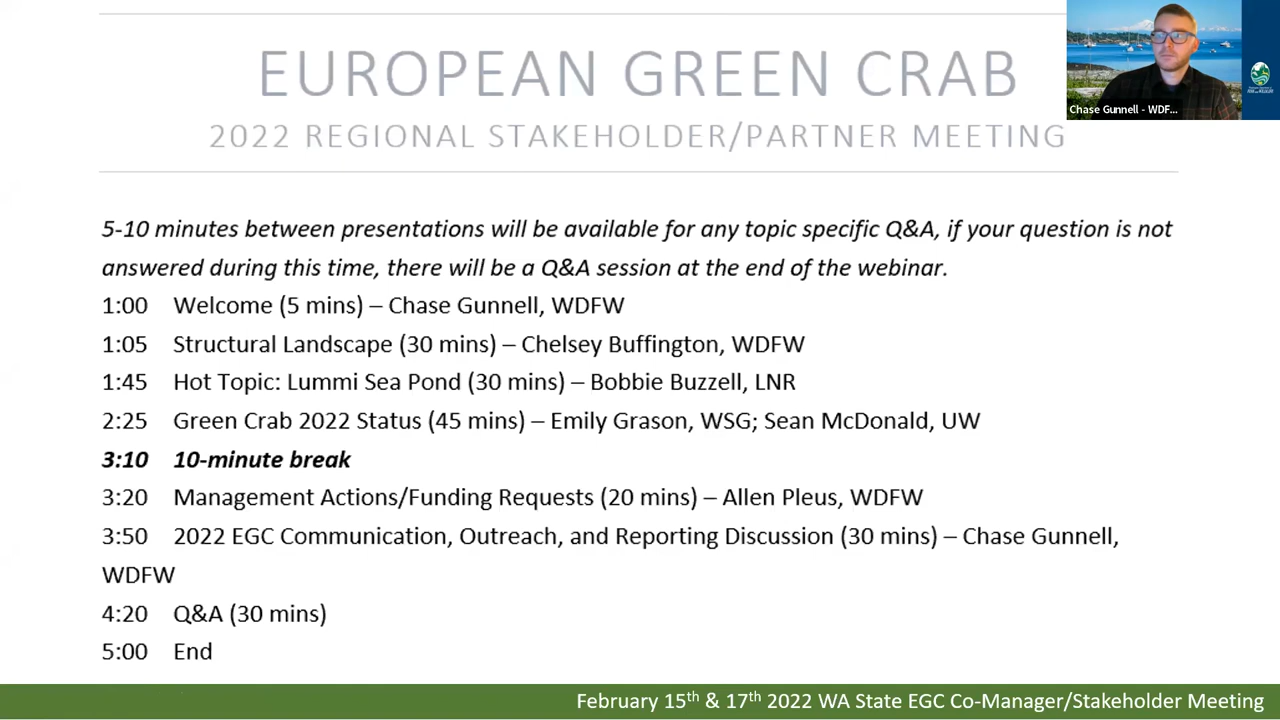 EUROPEAN GREEN CRAB
2022 REGIONAL STAKEHOLDER/PARTNER MEETING
Chase Gunnell - WDF...
5-10 minutes between presentations will be available for any topic specific Q&A, if your question is not
answered during this time, there will be a Q&A session at the end of the webinar.
1:00 Welcome (5 mins) – Chase Gunnell, WDFW
1:05 Structural Landscape (30 mins) – Chelsey Buffington, WDFW
1:45 Hot Topic: Lummi Sea Pond (30 mins) – Bobbie Buzzell, LNR
2:25 Green Crab 2022 Status (45 mins) – Emily Grason, WSG; Sean McDonald, UW
3:10 10-minute break
3:20 Management Actions/Funding Requests (20 mins) – Allen Pleus, WDFW
3:50 2022 EGC Communication, Outreach, and Reporting Discussion (30 mins) – Chase Gunnell,
WDFW
4:20 Q&A (30 mins)
5:00 End
February 15th & 17th 2022 WA State EGC Co-Manager/Stakeholder Meeting